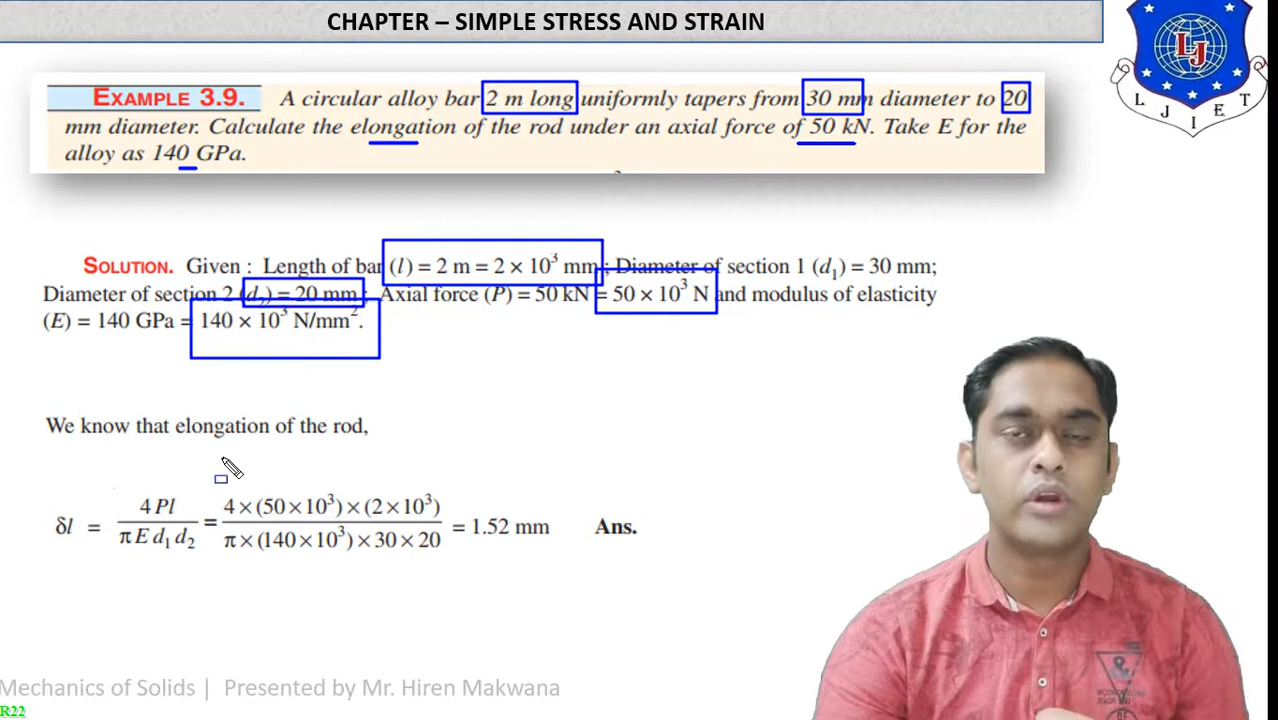 CHAPTER – SIMPLE STRESS AND STRAIN
LJ
L J I E T
EXAMPLE 3.9. A circular alloy bar 2 m long uniformly tapers from 30 mm diameter to 20
mm diameter. Calculate the elongation of the rod under an axial force of 50 kN. Take E for the
alloy as 140 GPa.
SOLUTION. Given : Length of bar (l) = 2 m = 2 × 10³ mm ; Diameter of section 1 (d₁) = 30 mm;
Diameter of section 2 (d₂) = 20 mm ; Axial force (P) = 50 kN = 50 × 10³ N and modulus of elasticity
(E) = 140 GPa = 140 × 10³ N/mm².
We know that elongation of the rod,
δl = 4 Pl / π E d₁ d₂ = 4 × (50 × 10³) × (2 × 10³) / π × (140 × 10³) × 30 × 20 = 1.52 mm Ans.
Mechanics of Solids | Presented by Mr. Hiren Makwana
R22